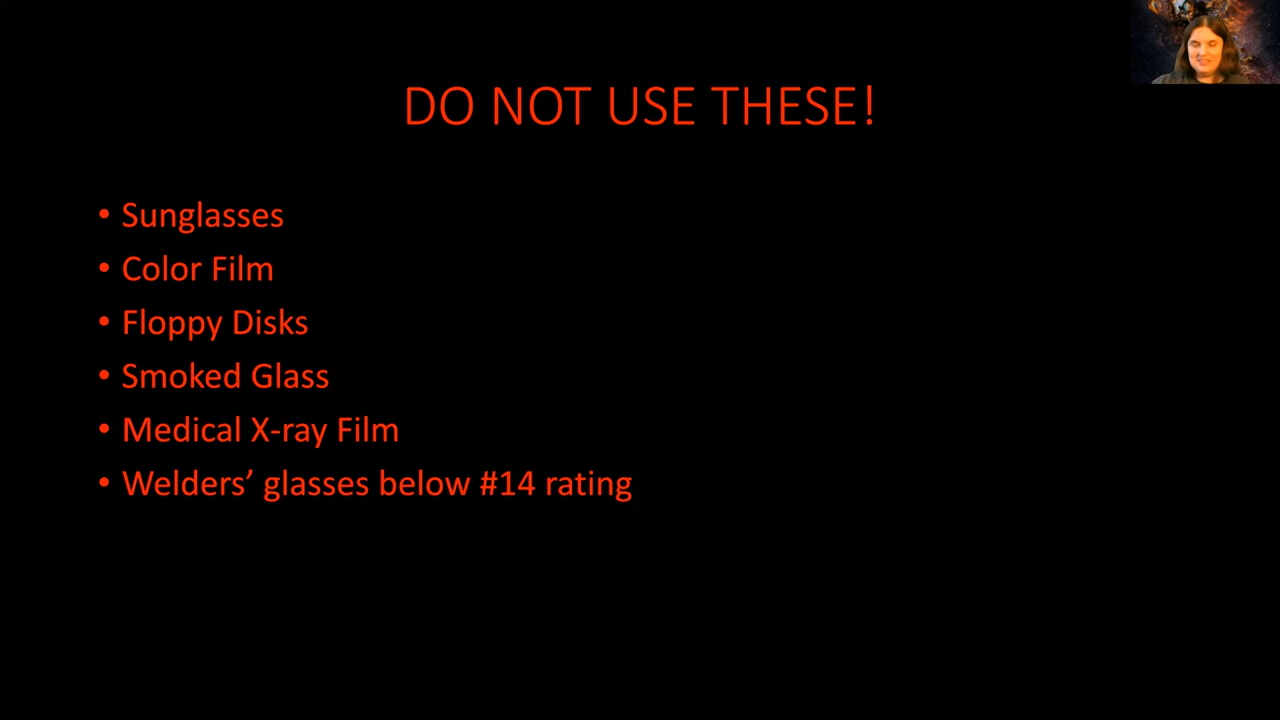 DO NOT USE THESE!
• Sunglasses
• Color Film
• Floppy Disks
• Smoked Glass
• Medical X-ray Film
• Welders’ glasses below #14 rating